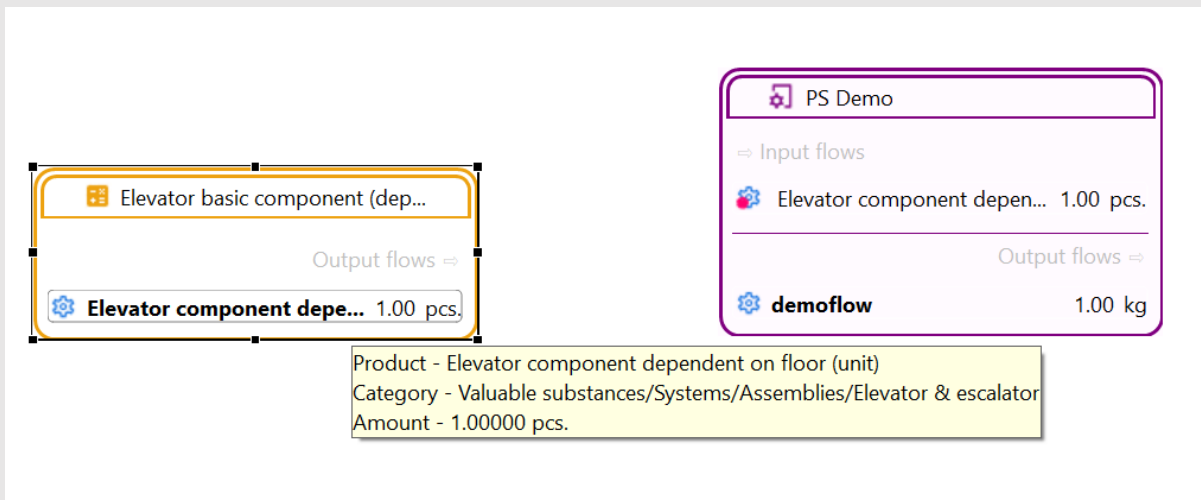 PS Demo
⇨ Input flows
Elevator component depen... 1.00 pcs.
Output flows ⇨
demoflow 1.00 kg
Elevator basic component (dep...
Output flows ⇨
Elevator component depe... 1.00 pcs.
Product - Elevator component dependent on floor (unit)
Category - Valuable substances/Systems/Assemblies/Elevator & escalator
Amount - 1.00000 pcs.